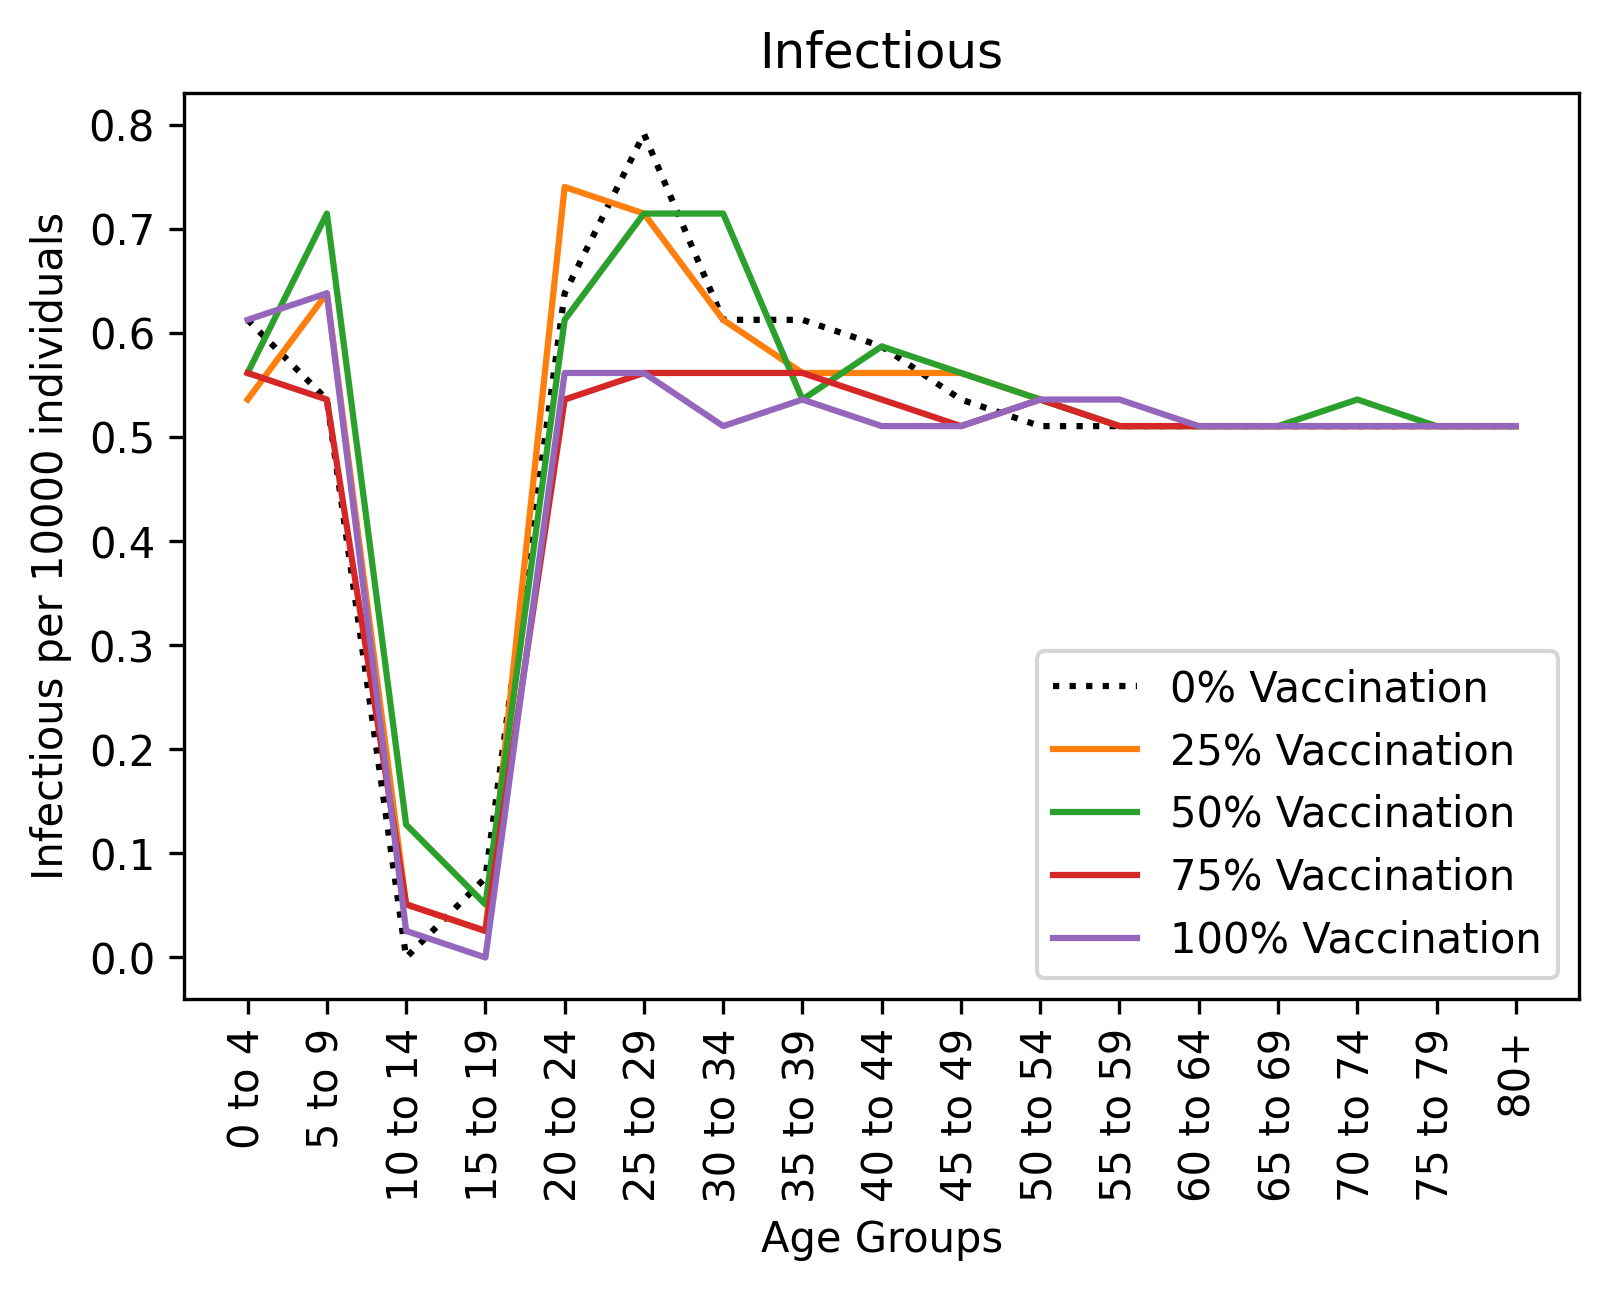 Infectious
Infectious per 10000 individuals
0.8
0.7
0.6
0.5
0.4
0.3
0.2
0.1
0.0
0% Vaccination
25% Vaccination
50% Vaccination
75% Vaccination
100% Vaccination
0 to 4
5 to 9
10 to 14
15 to 19
20 to 24
25 to 29
30 to 34
35 to 39
40 to 44
45 to 49
50 to 54
55 to 59
60 to 64
65 to 69
70 to 74
75 to 79
80+
Age Groups